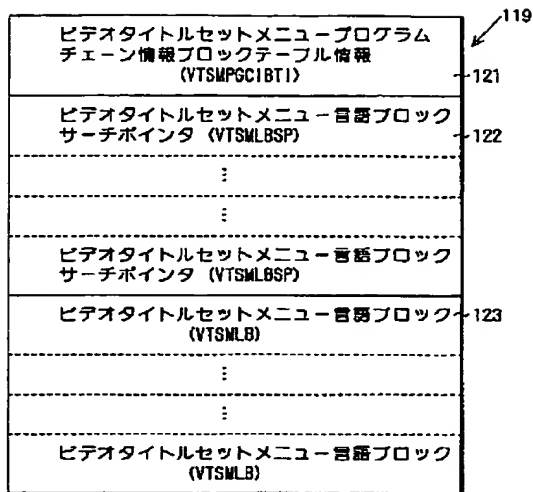 119
ビデオタイトルセットメニュープログラム
チェーン情報ブロックテーブル情報
(VTSMPGCIBTI)
121
ビデオタイトルセットメニュー言語ブロック
サーチポインタ (VTSMLBSP)
122
⋮
⋮
ビデオタイトルセットメニュー言語ブロック
サーチポインタ (VTSMLBSP)
ビデオタイトルセットメニュー言語ブロック
(VTSMLB)
123
⋮
⋮
ビデオタイトルセットメニュー言語ブロック
(VTSMLB)